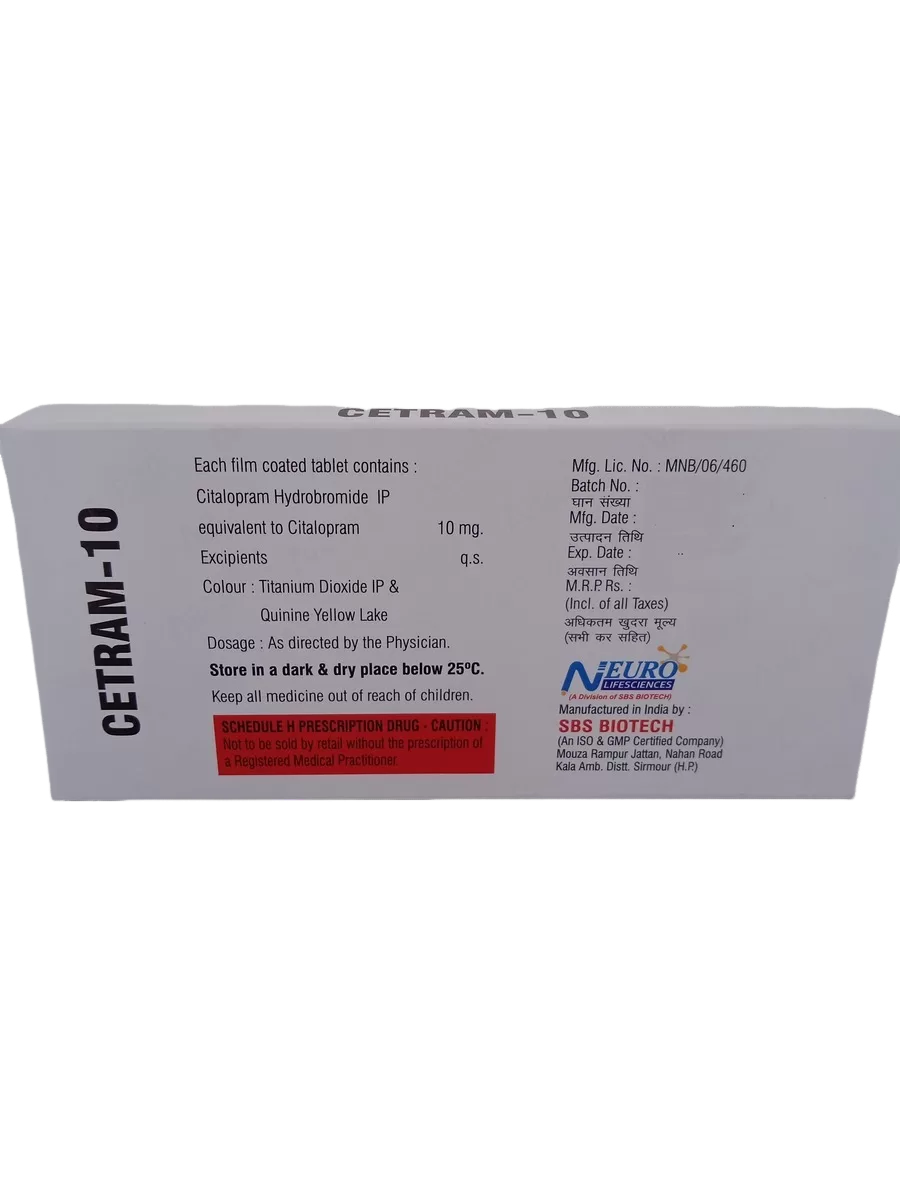 CETRAM-10
CETRAM-10
Each film coated tablet contains :
Citalopram Hydrobromide IP
equivalent to Citalopram 10 mg.
Excipients q.s.
Colour : Titanium Dioxide IP &
Quinine Yellow Lake
Dosage : As directed by the Physician.
Store in a dark & dry place below 25ºC.
Keep all medicine out of reach of children.
SCHEDULE H PRESCRIPTION DRUG - CAUTION :
Not to be sold by retail without the prescription of
a Registered Medical Practitioner.
Mfg. Lic. No. : MNB/06/460
Batch No. :
घान संख्या
Mfg. Date :
उत्पादन तिथि
Exp. Date :
अवसान तिथि
M.R.P. Rs. :
(Incl. of all Taxes)
अधिकतम खुदरा मूल्य
(सभी कर सहित)
NEURO
LIFESCIENCES
(A Division of SBS BIOTECH)
Manufactured in India by :
SBS BIOTECH
(An ISO & GMP Certified Company)
Mouza Rampur Jattan, Nahan Road
Kala Amb. Distt. Sirmour (H.P.)